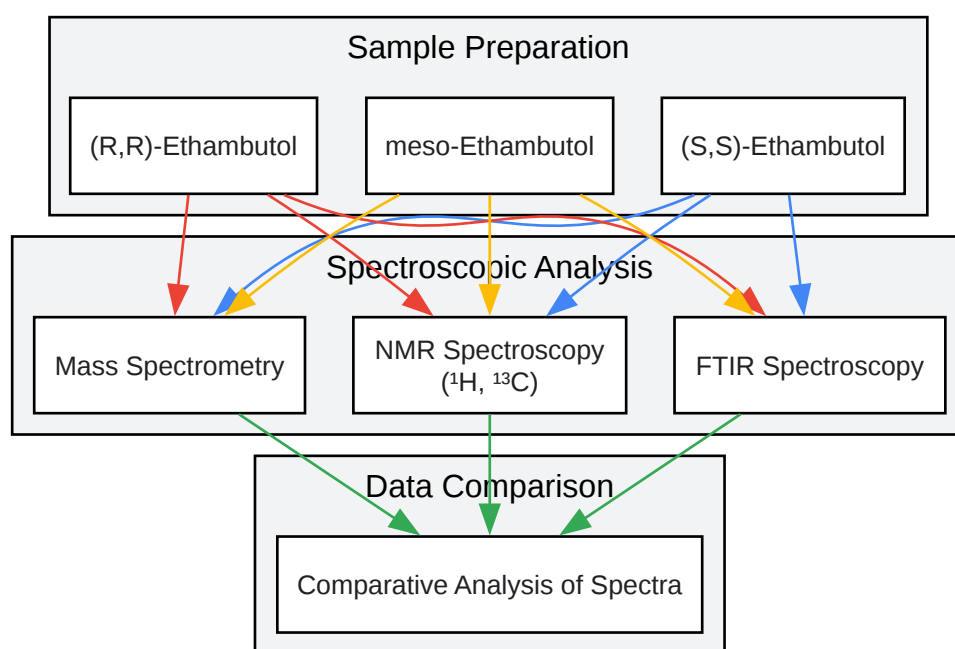 Sample Preparation
(R,R)-Ethambutol
meso-Ethambutol
(S,S)-Ethambutol
Spectroscopic Analysis
Mass Spectrometry
NMR Spectroscopy
(¹H, ¹³C)
FTIR Spectroscopy
Data Comparison
Comparative Analysis of Spectra